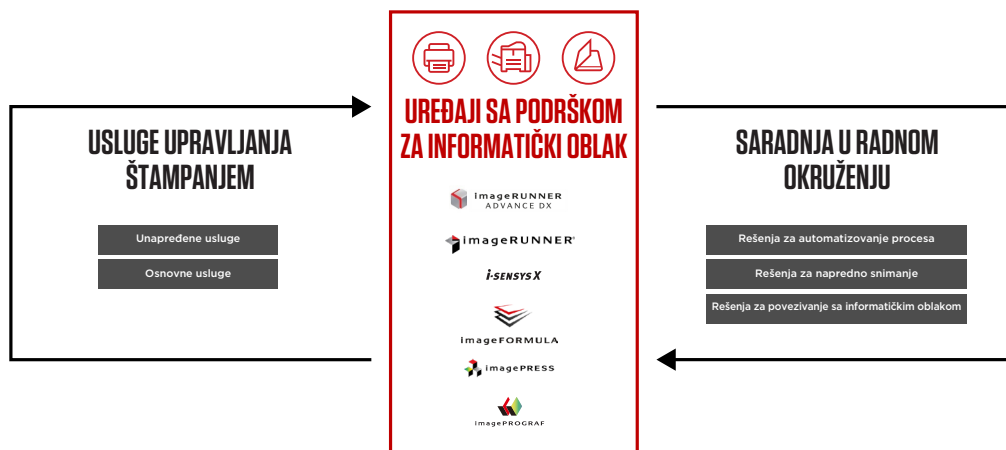 USLUGE UPRAVLJANJA
ŠTAMPANJEM
Unapređene usluge
Osnovne usluge
UREĐAJI SA PODRŠKOM
ZA INFORMATIČKI OBLAK
imageRUNNER
ADVANCE DX
imageRUNNER®
i-SENSYS X
imageFORMULA
imagePRESS
imagePROGRAF
SARADNJA U RADNOM
OKRUŽENJU
Rešenja za automatizovanje procesa
Rešenja za napredno snimanje
Rešenja za povezivanje sa informatičkim oblakom